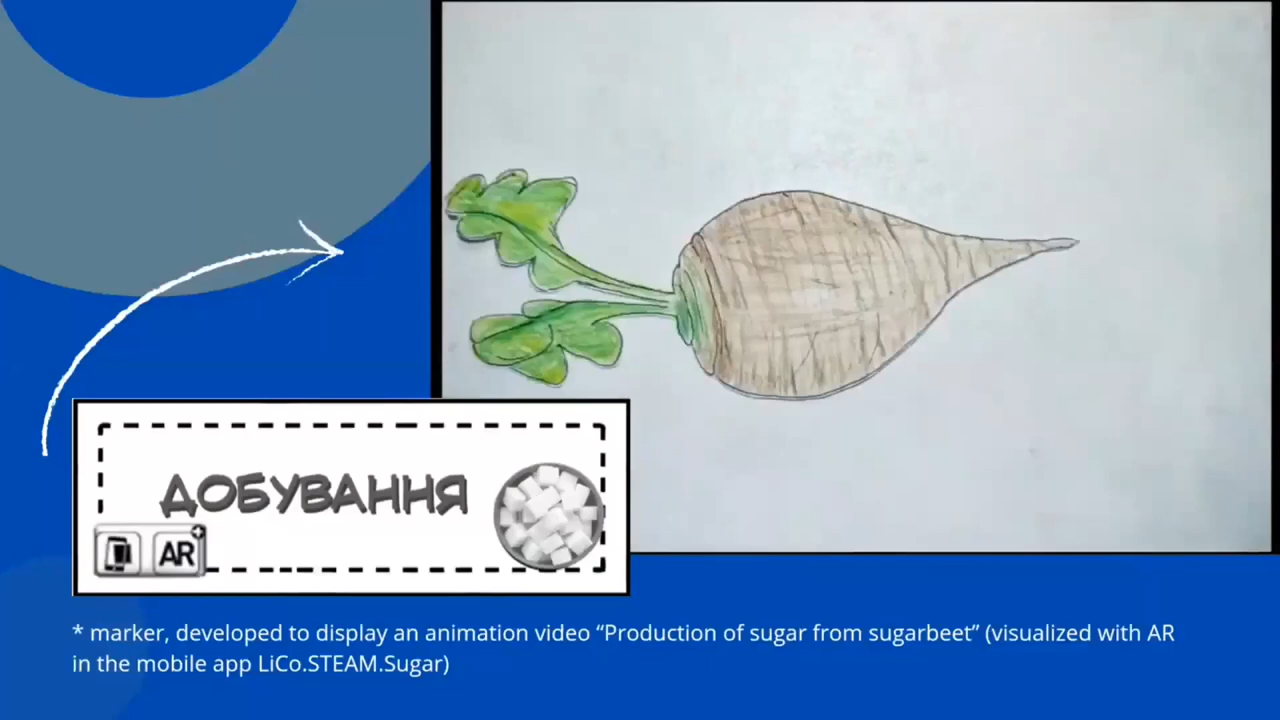 ДОБУВАННЯ
AR+
* marker, developed to display an animation video “Production of sugar from sugarbeet” (visualized with AR
in the mobile app LiCo.STEAM.Sugar)